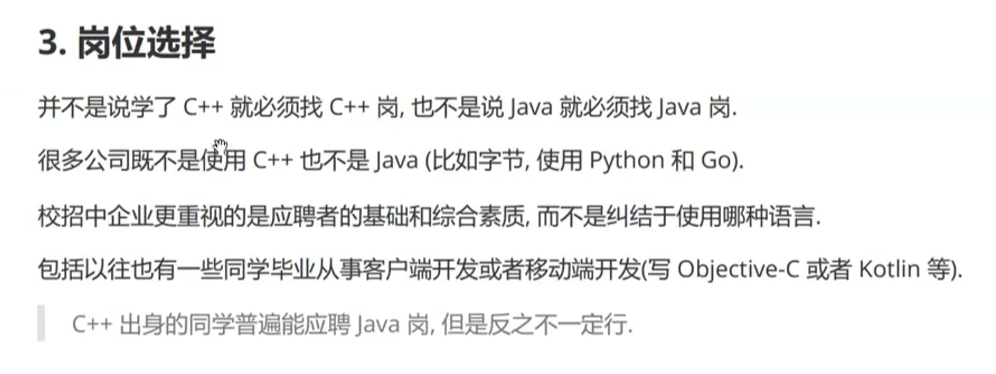 3. 岗位选择
并不是说学了 C++ 就必须找 C++ 岗, 也不是说 Java 就必须找 Java 岗.
很多公司既不是使用 C++ 也不是 Java (比如字节, 使用 Python 和 Go).
校招中企业更重视的是应聘者的基础和综合素质, 而不是纠结于使用哪种语言.
包括以往也有一些同学毕业从事客户端开发或者移动端开发(写 Objective-C 或者 Kotlin 等).
C++ 出身的同学普遍能应聘 Java 岗, 但是反之不一定行.